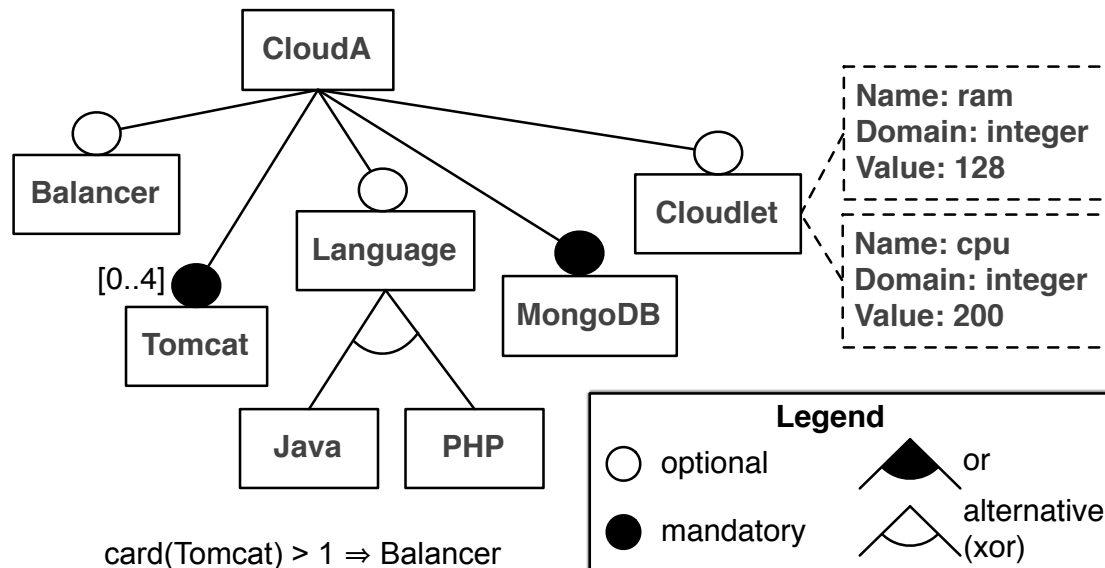 CloudA
Name: ram
Domain: integer
Value: 128
Balancer
Cloudlet
Language
Name: cpu
Domain: integer
Value: 200
[0..4]
Tomcat
MongoDB
Java
PHP
Legend
optional
or
mandatory
alternative
(xor)
card(Tomcat) > 1 ⇒ Balancer